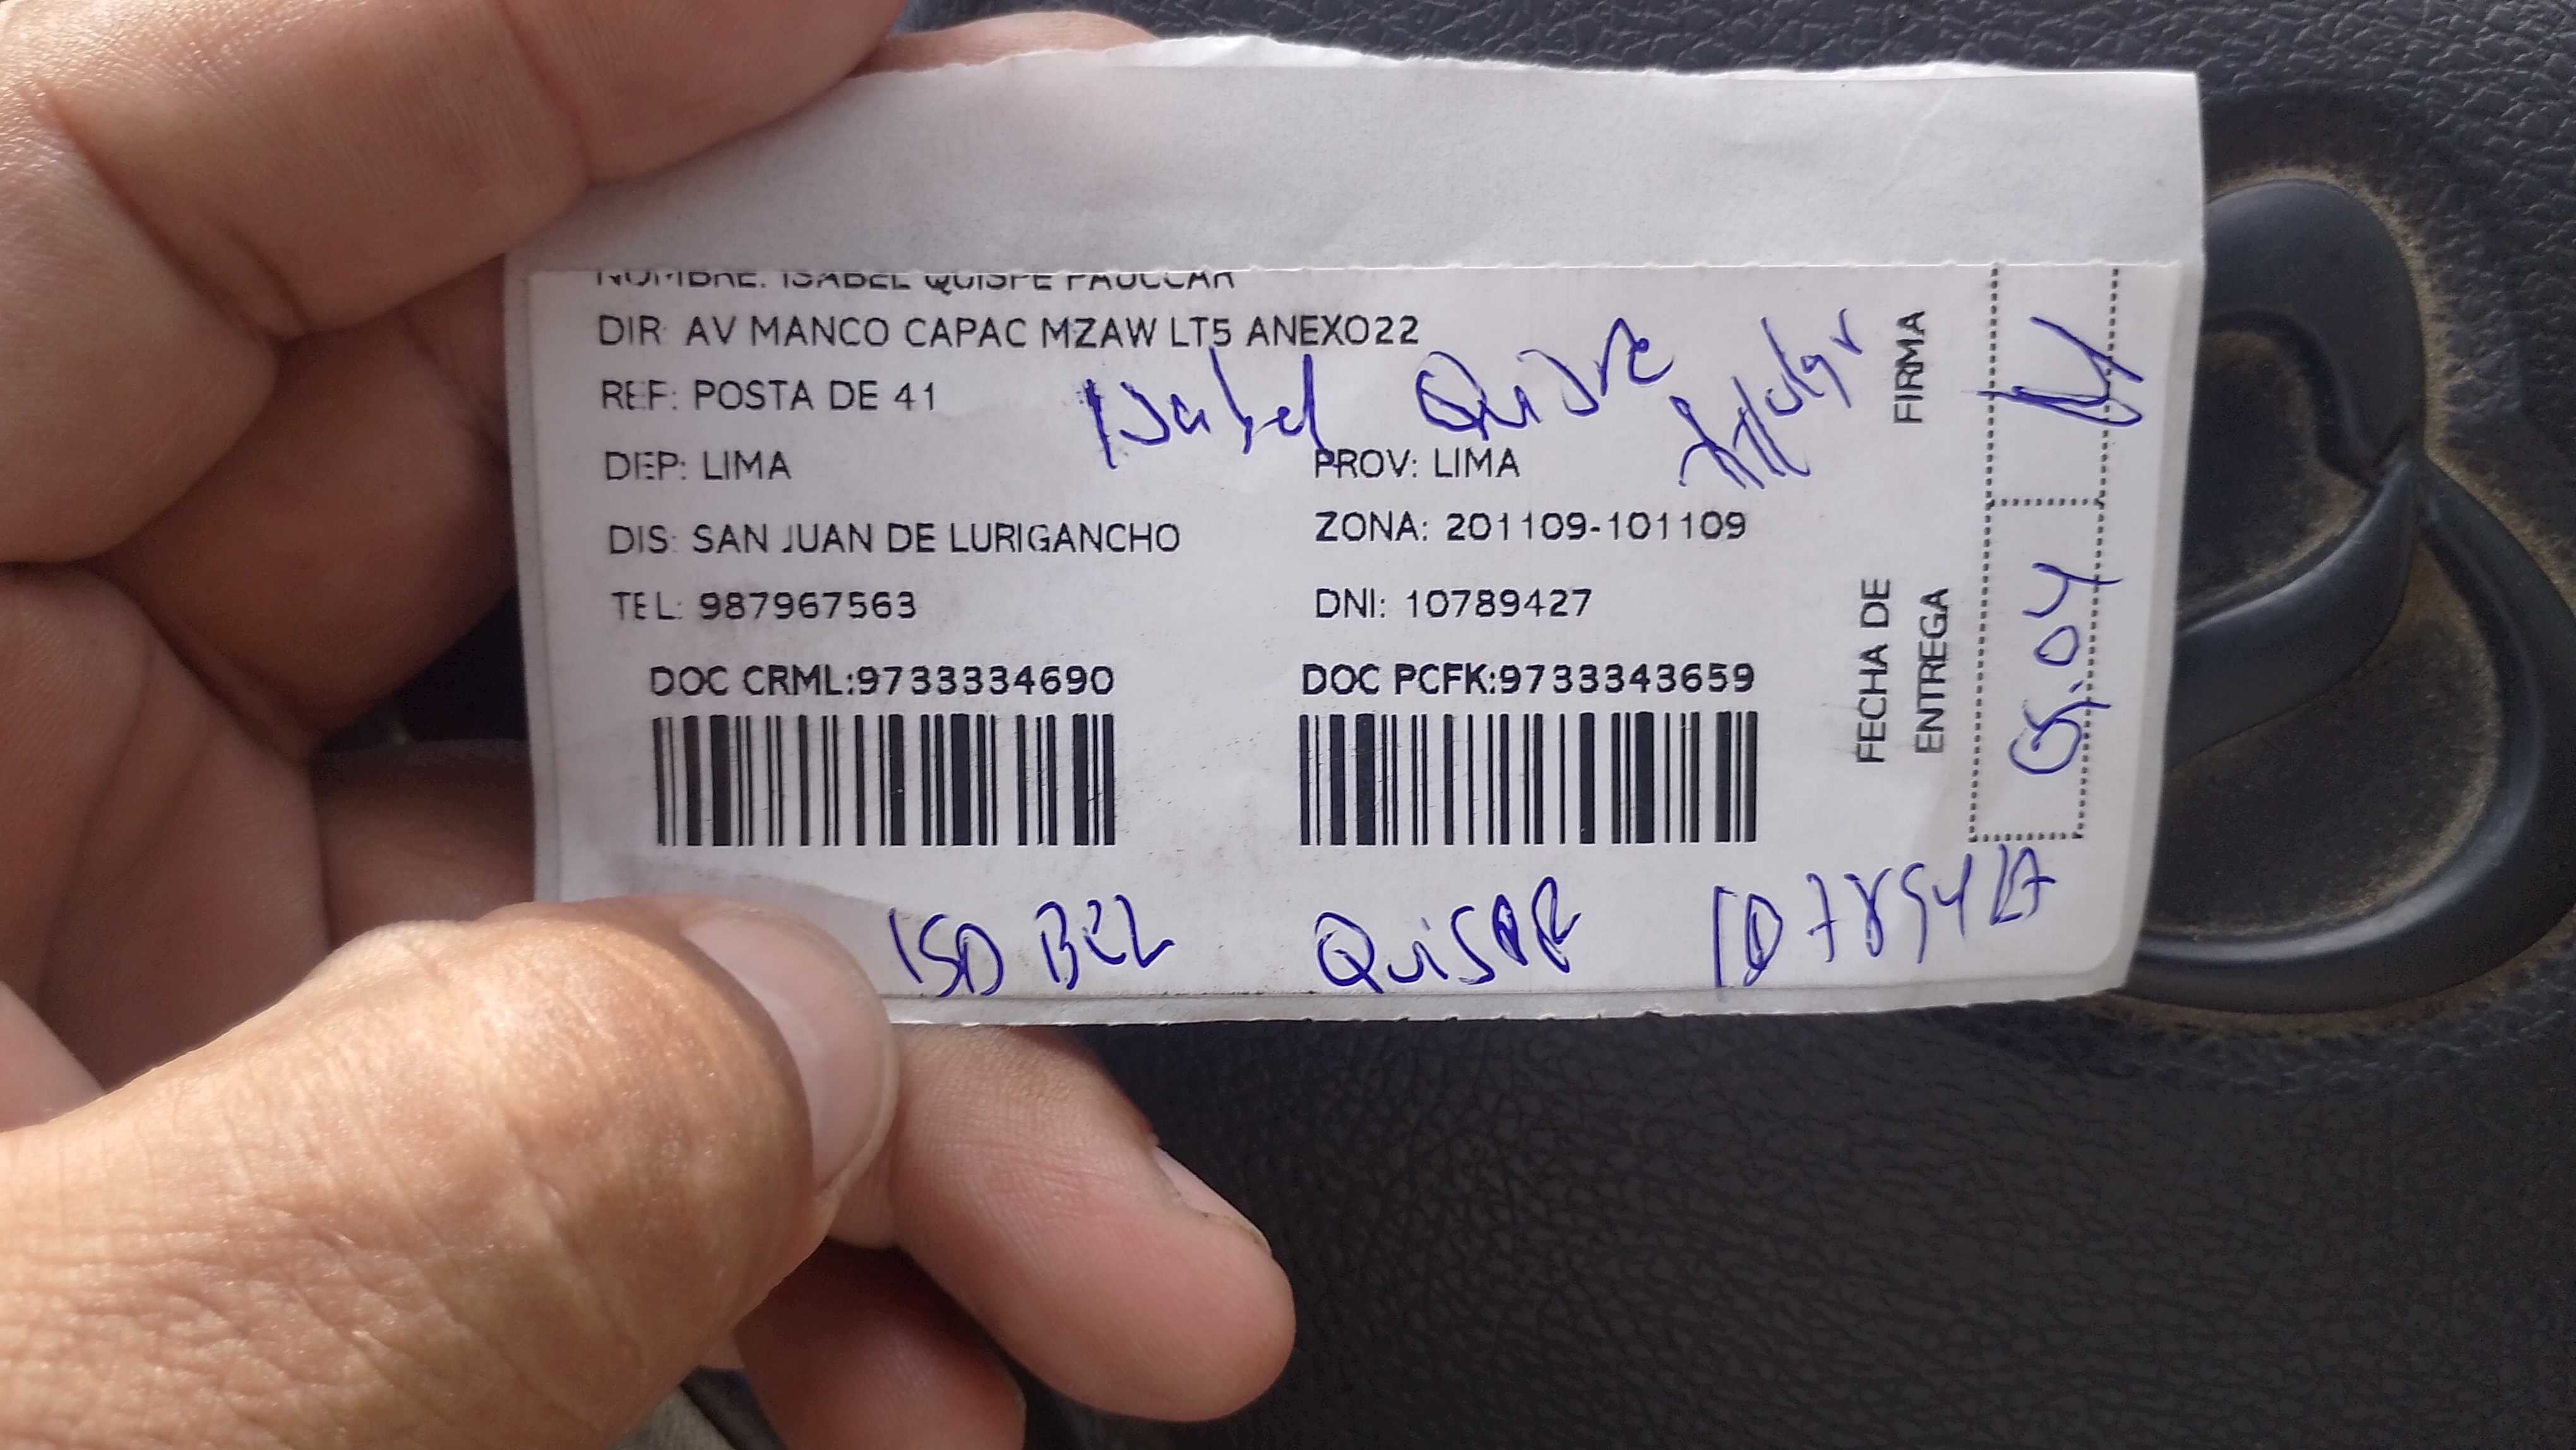 NOMBRE: ISABEL QUISPE PAUCCAR
DIR: AV MANCO CAPAC MZAW LT5 ANEXO22
REF: POSTA DE 41
Isabel Quispe
DEP: LIMA PROV: LIMA
DIS: SAN JUAN DE LURIGANCHO ZONA: 201109-101109
TEL: 987967563 DNI: 10789427
DOC CRML:9733334690 DOC PCFK:9733343659
FIRMA
FECHA DE
ENTREGA
ISABEL QuiSPE 10789427